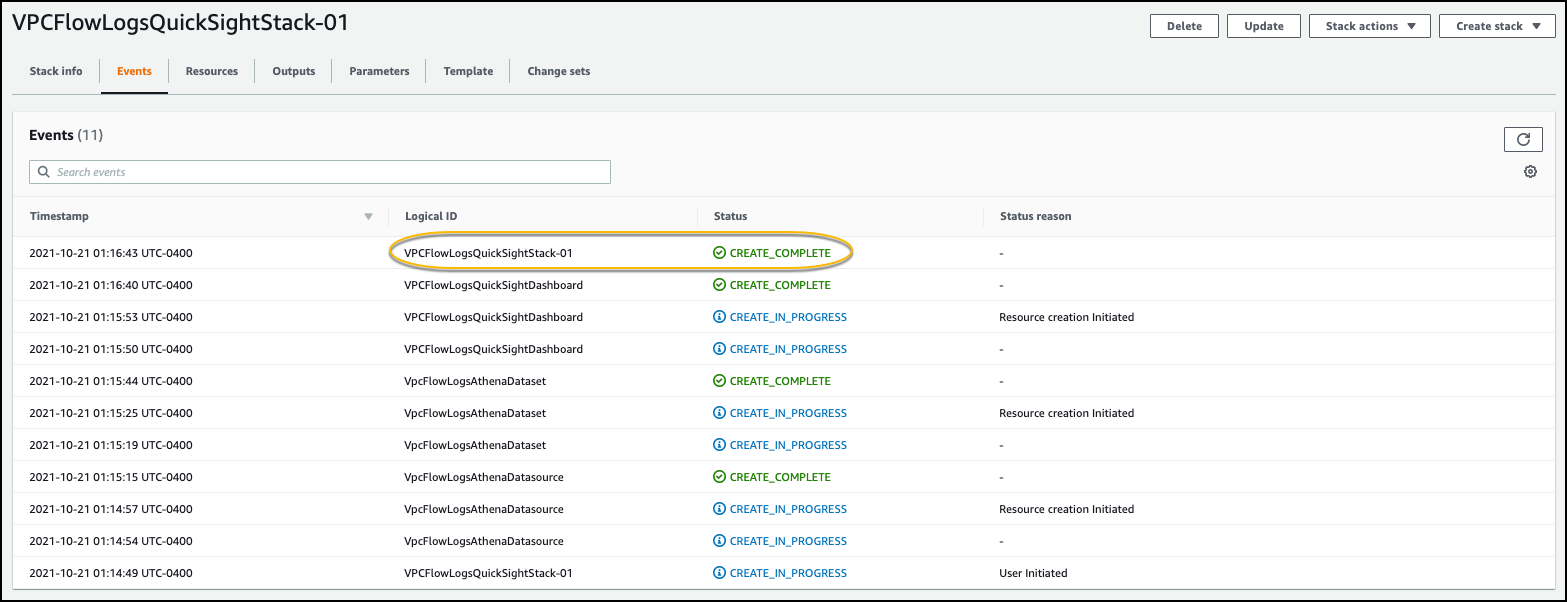 VPCFlowLogsQuickSightStack-01
Delete Update Stack actions Create stack
Stack info Events Resources Outputs Parameters Template Change sets
Events (11)
Search events
Timestamp Logical ID Status Status reason
2021-10-21 01:16:43 UTC-0400 VPCFlowLogsQuickSightStack-01 CREATE_COMPLETE -
2021-10-21 01:16:40 UTC-0400 VPCFlowLogsQuickSightDashboard CREATE_COMPLETE -
2021-10-21 01:15:53 UTC-0400 VPCFlowLogsQuickSightDashboard CREATE_IN_PROGRESS Resource creation Initiated
2021-10-21 01:15:50 UTC-0400 VPCFlowLogsQuickSightDashboard CREATE_IN_PROGRESS -
2021-10-21 01:15:44 UTC-0400 VpcFlowLogsAthenaDataset CREATE_COMPLETE -
2021-10-21 01:15:25 UTC-0400 VpcFlowLogsAthenaDataset CREATE_IN_PROGRESS Resource creation Initiated
2021-10-21 01:15:19 UTC-0400 VpcFlowLogsAthenaDataset CREATE_IN_PROGRESS -
2021-10-21 01:15:15 UTC-0400 VpcFlowLogsAthenaDatasource CREATE_COMPLETE -
2021-10-21 01:14:57 UTC-0400 VpcFlowLogsAthenaDatasource CREATE_IN_PROGRESS Resource creation Initiated
2021-10-21 01:14:54 UTC-0400 VpcFlowLogsAthenaDatasource CREATE_IN_PROGRESS -
2021-10-21 01:14:49 UTC-0400 VPCFlowLogsQuickSightStack-01 CREATE_IN_PROGRESS User Initiated